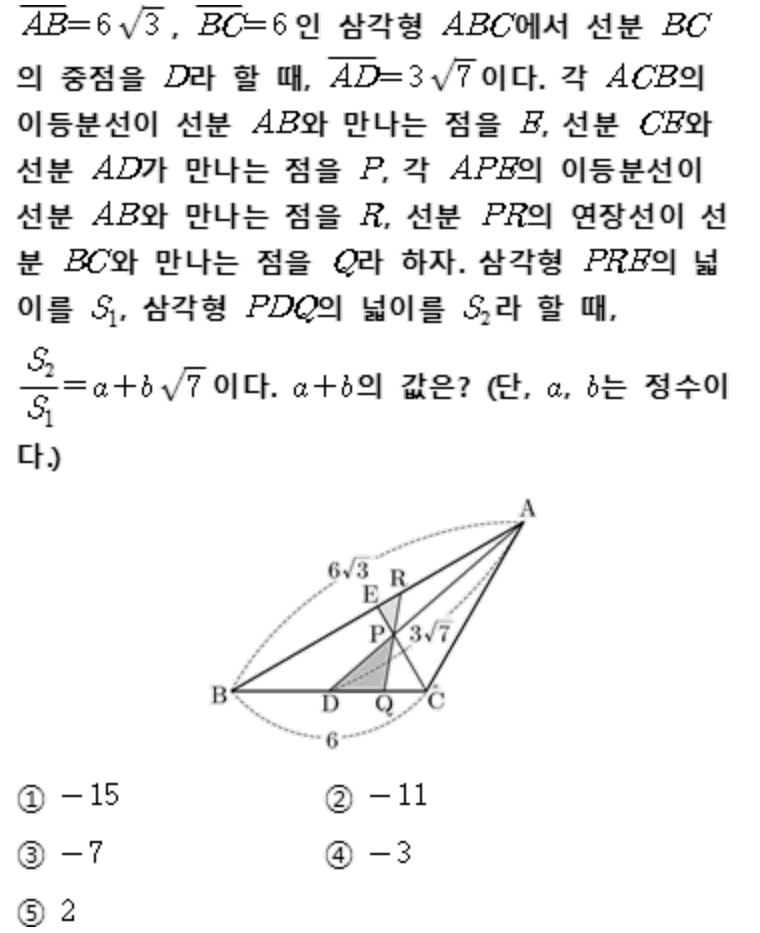 AB=6√3, BC=6인 삼각형 ABC에서 선분 BC
의 중점을 D라 할 때, AD=3√7이다. 각 ACB의
이등분선이 선분 AB와 만나는 점을 E, 선분 CE와
선분 AD가 만나는 점을 P, 각 APE의 이등분선이
선분 AB와 만나는 점을 R, 선분 PR의 연장선이 선
분 BC와 만나는 점을 Q라 하자. 삼각형 PRE의 넓
이를 S₁, 삼각형 PDQ의 넓이를 S₂라 할 때,
S₂/S₁=a+b√7이다. a+b의 값은? (단, a, b는 정수이
다.)
A
6√3
R
E
P
3√7
B
D
Q
C
6
① -15
② -11
③ -7
④ -3
⑤ 2